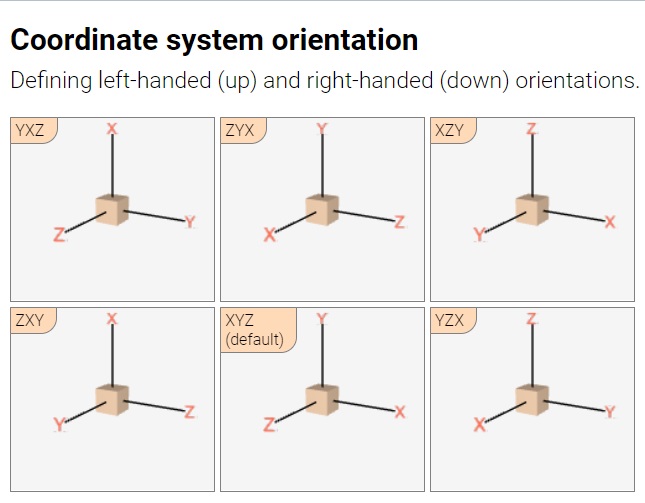 Coordinate system orientation
Defining left-handed (up) and right-handed (down) orientations.
YXZ
X
Y
Z
ZYX
Y
Z
X
XZY
Z
X
Y
ZXY
X
Z
Y
XYZ
(default)
Y
X
Z
YZX
Z
Y
X